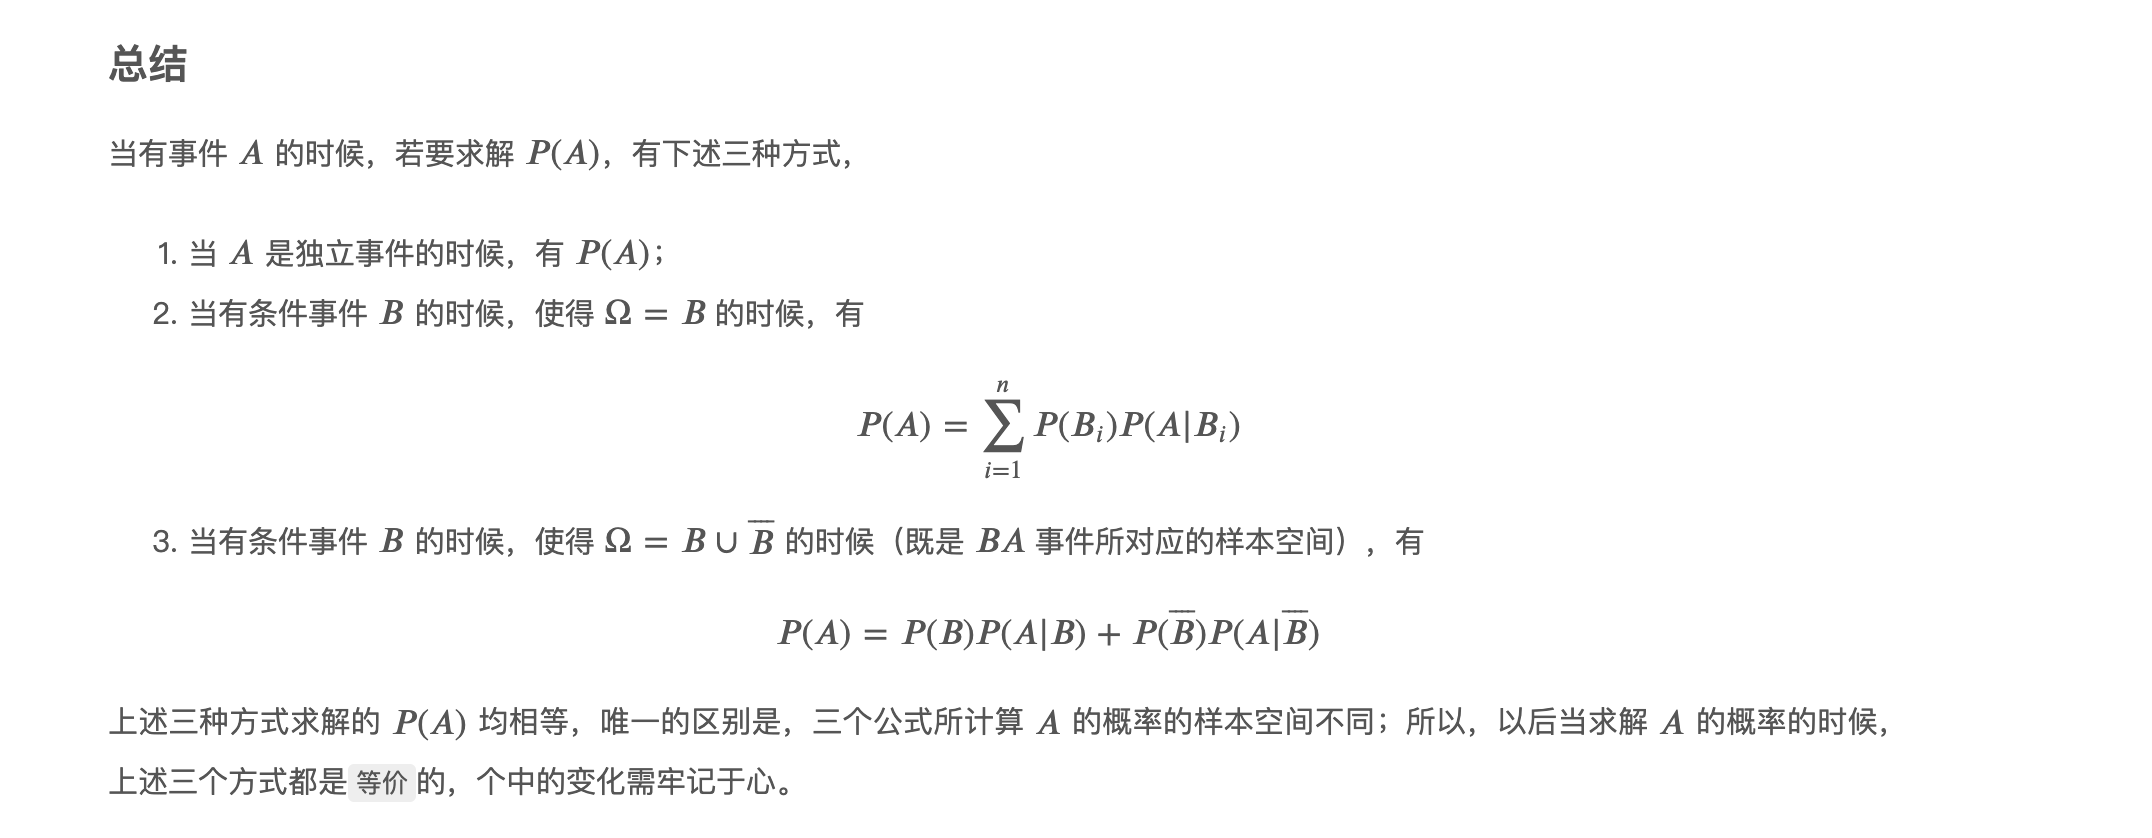 总结
当有事件 A 的时候，若要求解 P(A)，有下述三种方式，
1. 当 A 是独立事件的时候，有 P(A)；
2. 当有条件事件 B 的时候，使得 Ω = B 的时候，有
P(A) = ∑_{i=1}^{n} P(B_i)P(A|B_i)
3. 当有条件事件 B 的时候，使得 Ω = B ∪ B̅ 的时候（既是 BA 事件所对应的样本空间），有
P(A) = P(B)P(A|B) + P(B̅)P(A|B̅)
上述三种方式求解的 P(A) 均相等，唯一的区别是，三个公式所计算 A 的概率的样本空间不同；所以，以后当求解 A 的概率的时候，
上述三个方式都是等价的，个中的变化需牢记于心。